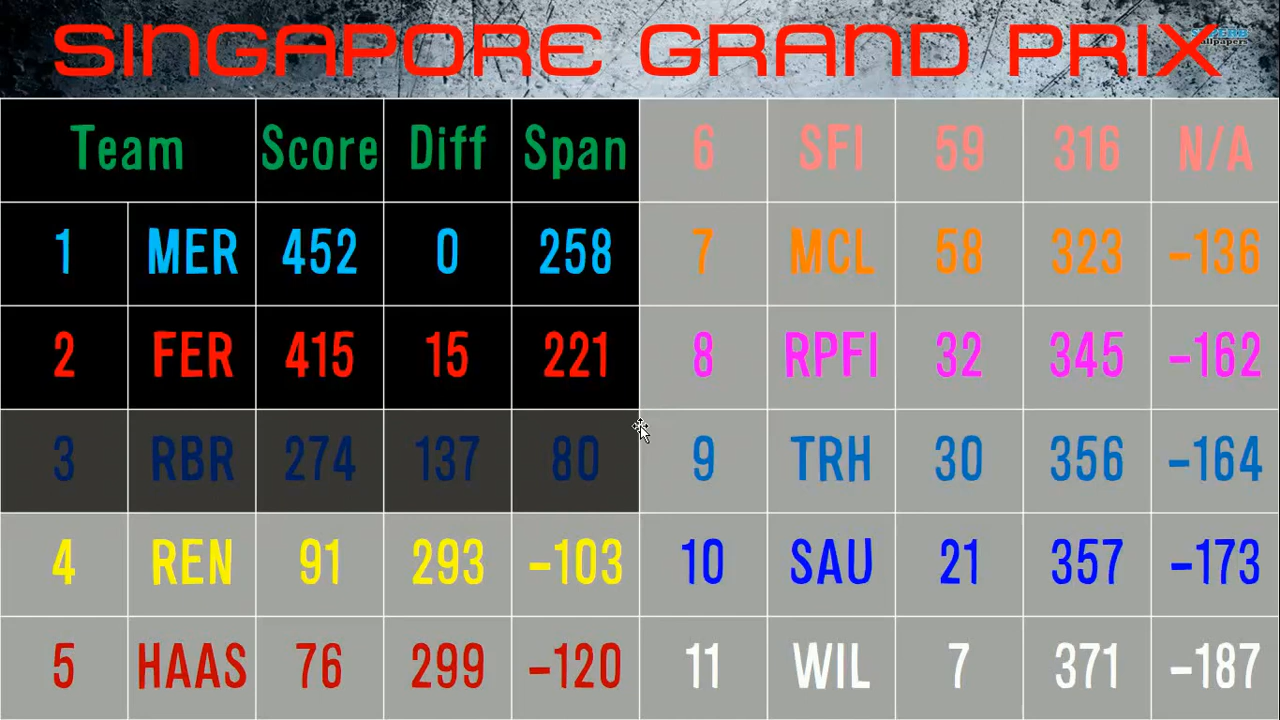 SINGAPORE GRAND PRIX
Team Score Diff Span
1 MER 452 0 258
2 FER 415 15 221
3 RBR 274 137 80
4 REN 91 293 -103
5 HAAS 76 299 -120
6 SFI 59 316 N/A
7 MCL 58 323 -136
8 RPFI 32 345 -162
9 TRH 30 356 -164
10 SAU 21 357 -173
11 WIL 7 371 -187